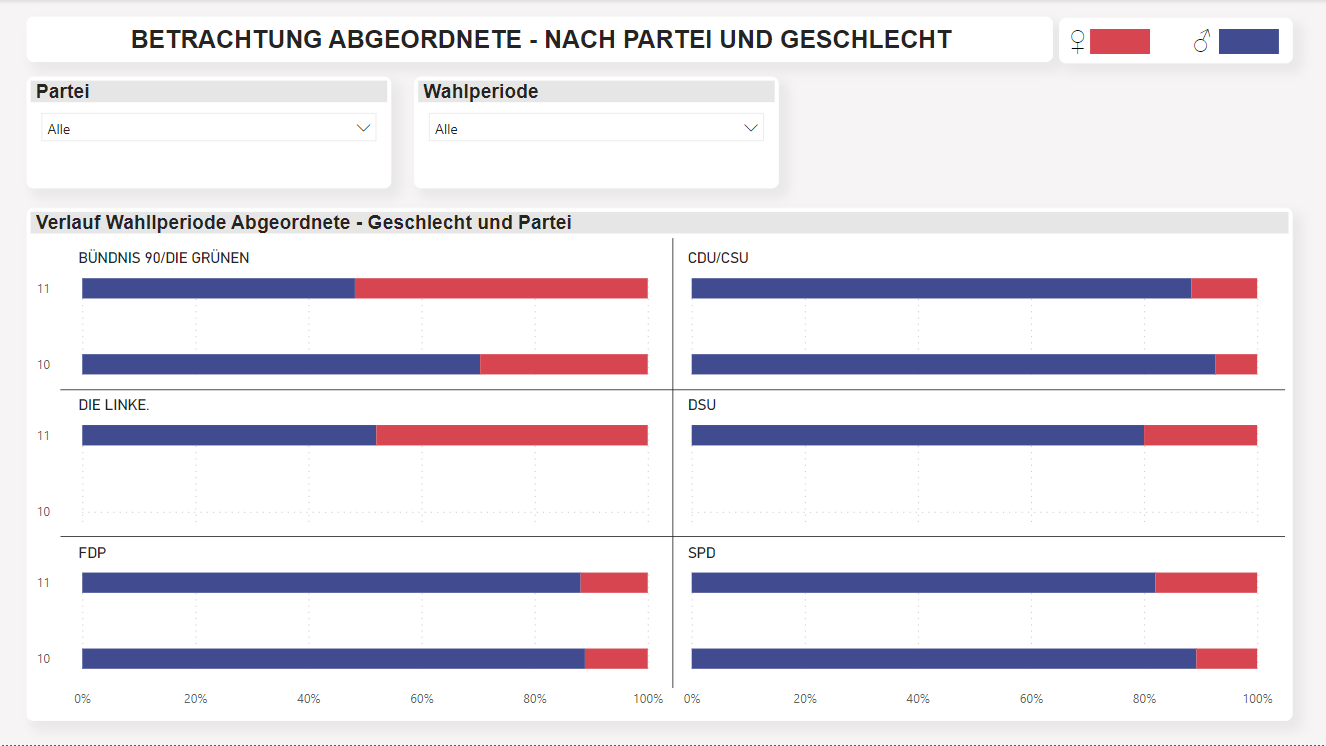 BETRACHTUNG ABGEORDNETE - NACH PARTEI UND GESCHLECHT
♀ ♂
Partei
Alle
Wahlperiode
Alle
Verlauf Wahllperiode Abgeordnete - Geschlecht und Partei
BÜNDNIS 90/DIE GRÜNEN
CDU/CSU
11
10
DIE LINKE.
DSU
11
10
FDP
SPD
11
10
0% 20% 40% 60% 80% 100% 0% 20% 40% 60% 80% 100%